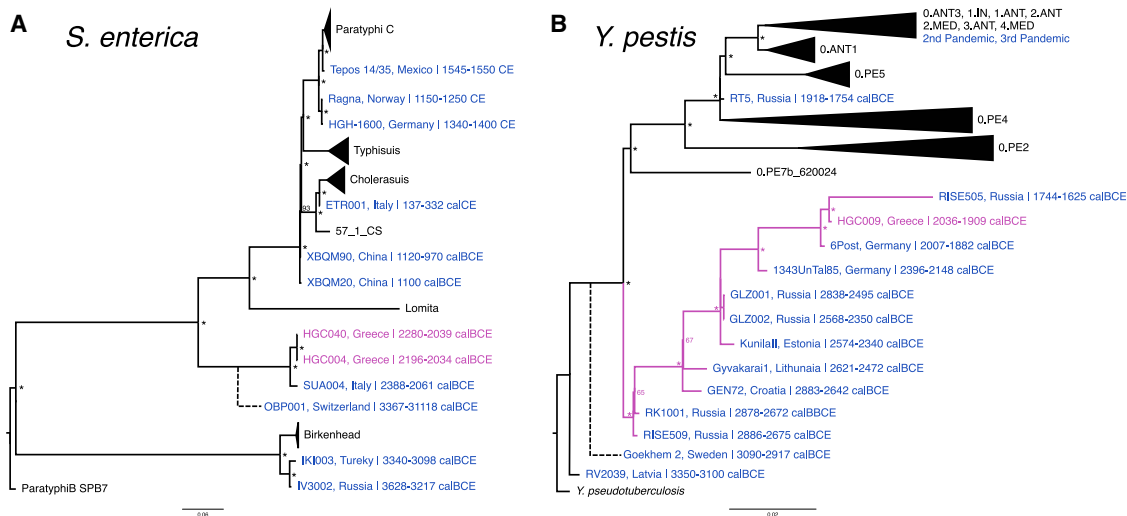 A
S. enterica
Paratyphi C
Tepos 14/35, Mexico | 1545-1550 CE
Ragna, Norway | 1150-1250 CE
HGH-1600, Germany | 1340-1400 CE
Typhisuis
Cholerasuis
93
ETR001, Italy | 137-332 calCE
57_1_CS
XBQM90, China | 1120-970 calBCE
XBQM20, China | 1100 calBCE
Lomita
HGC040, Greece | 2280-2039 calBCE
HGC004, Greece | 2196-2034 calBCE
SUA004, Italy | 2388-2061 calBCE
OBP001, Switzerland | 3367-31118 calBCE
Birkenhead
IKI003, Tureky | 3340-3098 calBCE
IV3002, Russia | 3628-3217 calBCE
ParatyphiB SPB7
0.06
B
Y. pestis
0.ANT3, 1.IN, 1.ANT, 2.ANT
2.MED, 3.ANT, 4.MED
2nd Pandemic, 3rd Pandemic
0.ANT1
0.PE5
RT5, Russia | 1918-1754 calBCE
0.PE4
0.PE2
0.PE7b_620024
RISE505, Russia | 1744-1625 calBCE
HGC009, Greece | 2036-1909 calBCE
6Post, Germany | 2007-1882 calBCE
1343UnTal85, Germany | 2396-2148 calBCE
GLZ001, Russia | 2838-2495 calBCE
GLZ002, Russia | 2568-2350 calBCE
KunilaII, Estonia | 2574-2340 calBCE
67
Gyvakarai1, Lithunaia | 2621-2472 calBCE
GEN72, Croatia | 2883-2642 calBCE
65
RK1001, Russia | 2878-2672 calBBCE
RISE509, Russia | 2886-2675 calBCE
Goekhem 2, Sweden | 3090-2917 calBCE
RV2039, Latvia | 3350-3100 calBCE
Y. pseudotuberculosis
0.02